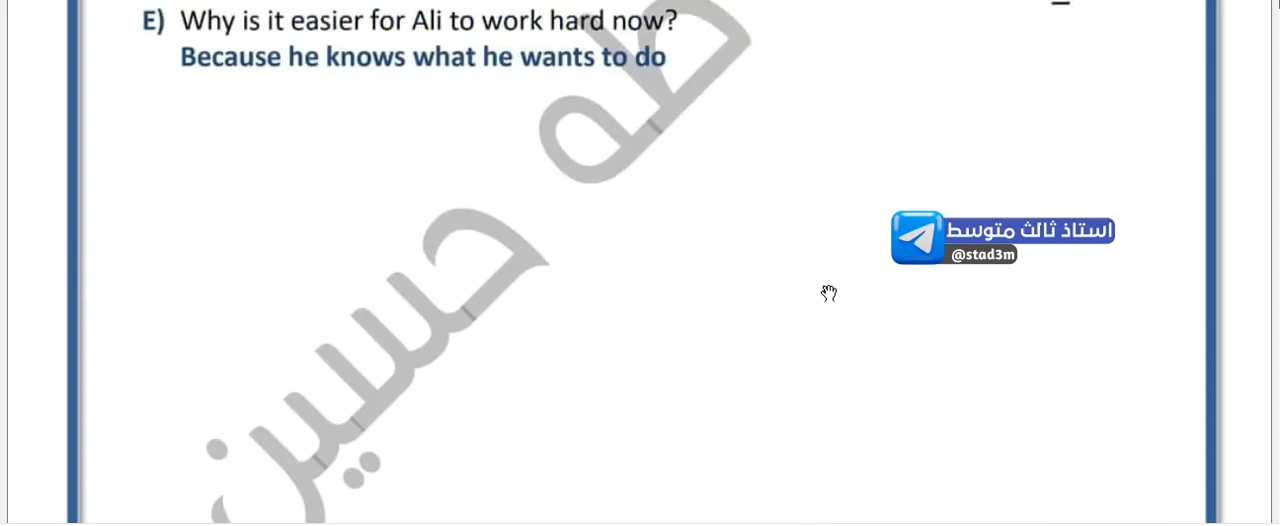 E) Why is it easier for Ali to work hard now?
Because he knows what he wants to do
طه حسين
استاذ ثالث متوسط
@stad3m